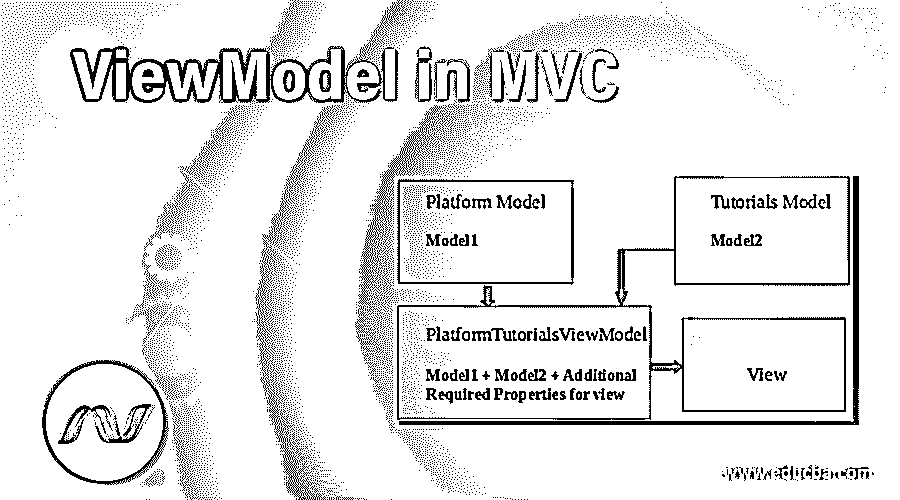 ViewModel in MVC
Platform Model
Model1
Tutorials Model
Model2
PlatformTutorialsViewModel
Model1 + Model2 + Additional
Required Properties for view
View
www.educba.com